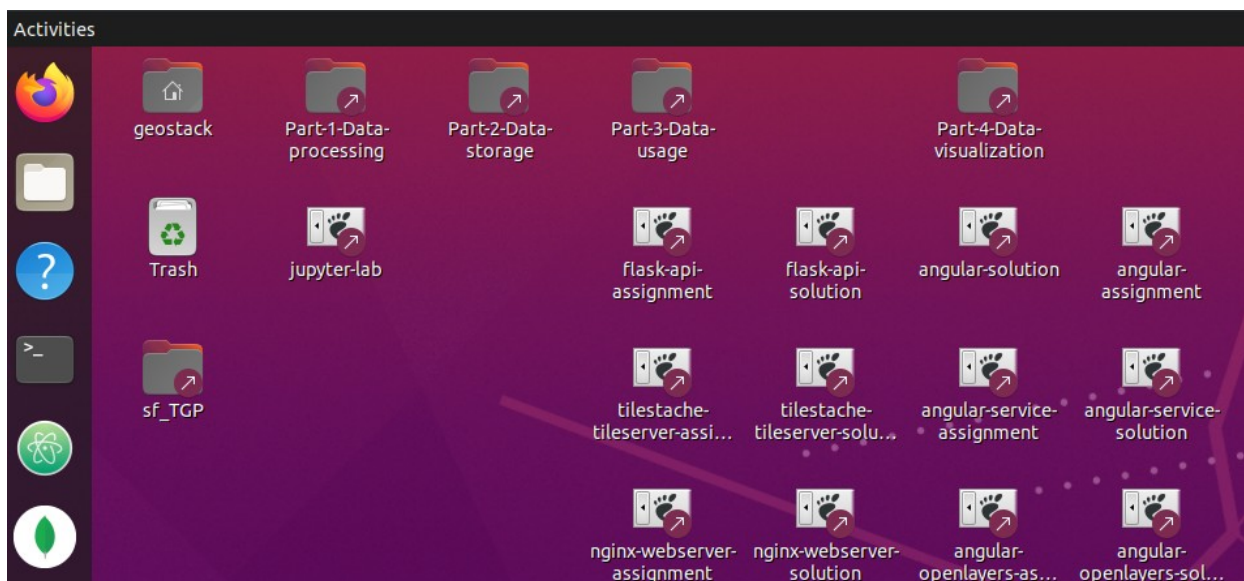 Activities
geostack
Part-1-Data-
processing
Part-2-Data-
storage
Part-3-Data-
usage
Part-4-Data-
visualization
Trash
jupyter-lab
flask-api-
assignment
flask-api-
solution
angular-solution
angular-
assignment
sf_TGP
tilestache-
tileserver-assi...
tilestache-
tileserver-solu...
angular-service-
assignment
angular-service-
solution
nginx-webserver-
assignment
nginx-webserver-
solution
angular-
openlayers-as...
angular-
openlayers-sol...
>_
?